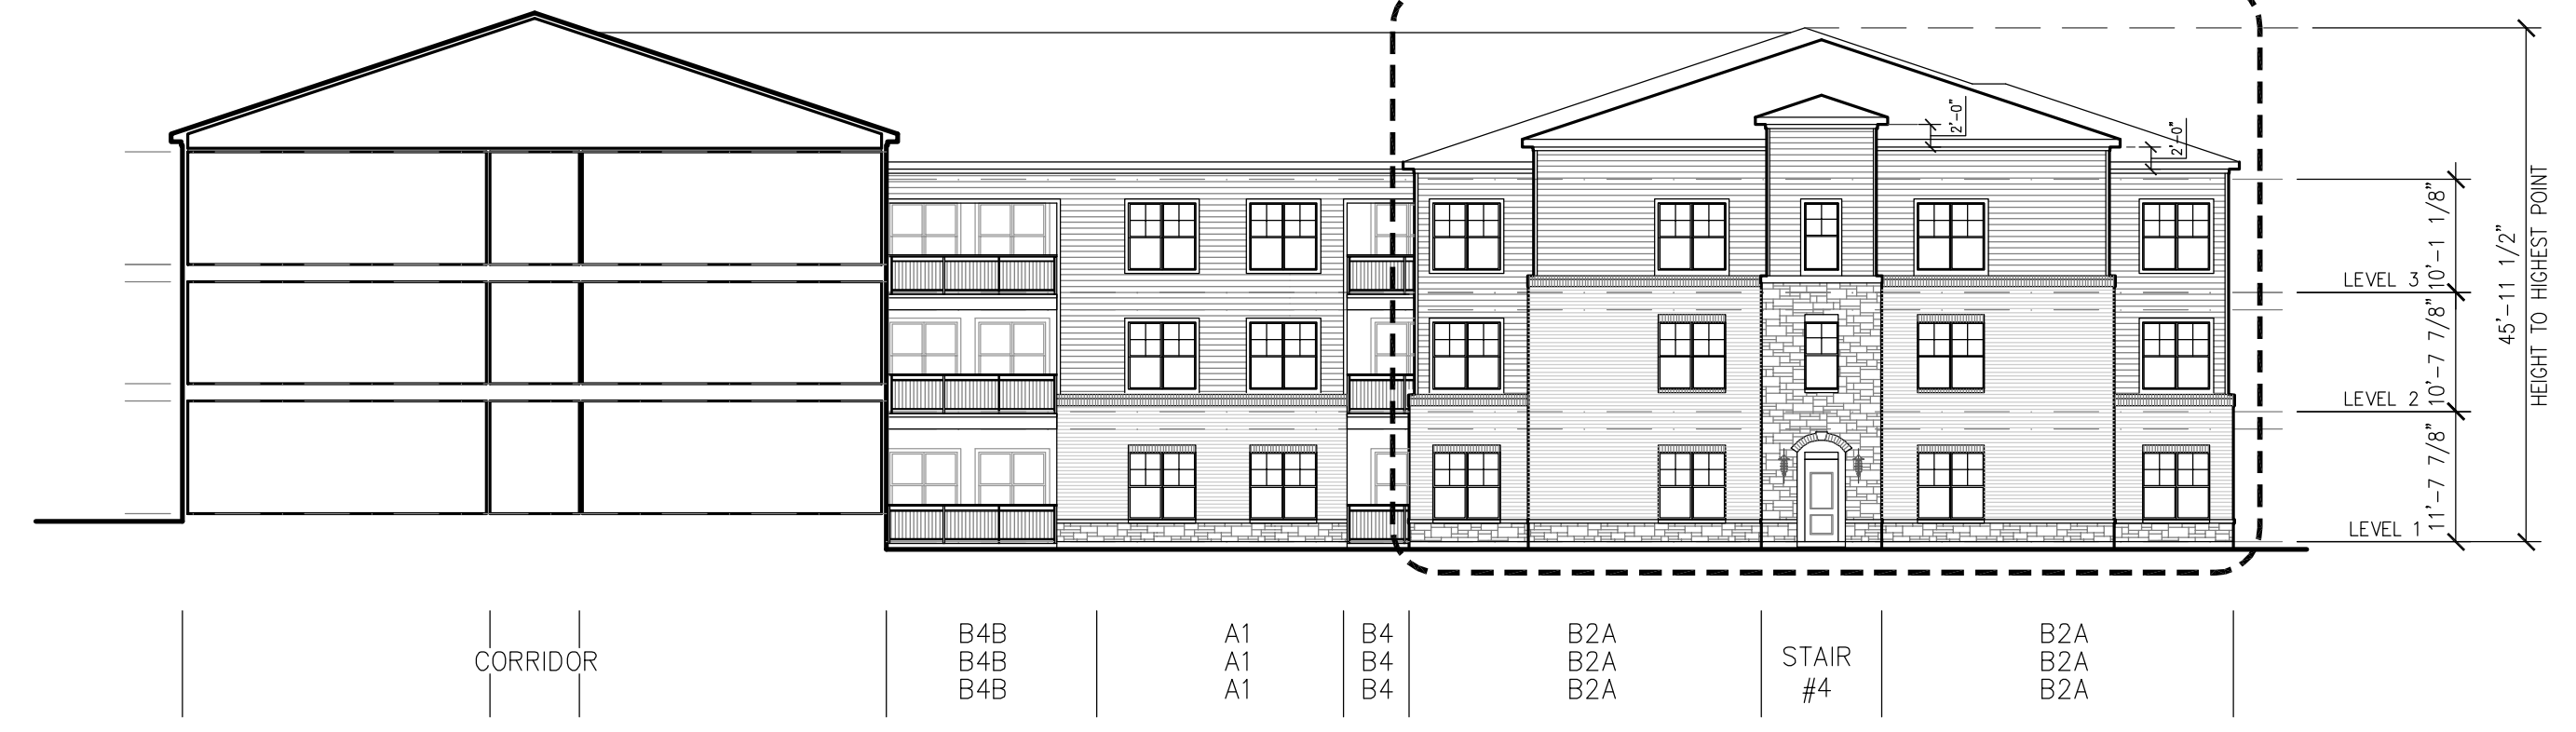 2'-0"
2'-0"
10'-1 1/8"
LEVEL 3
10'-7 7/8"
LEVEL 2
11'-7 7/8"
LEVEL 1
45'-11 1/2"
HEIGHT TO HIGHEST POINT
CORRIDOR
B4B
B4B
B4B
A1
A1
A1
B4
B4
B4
B2A
B2A
B2A
STAIR
#4
B2A
B2A
B2A